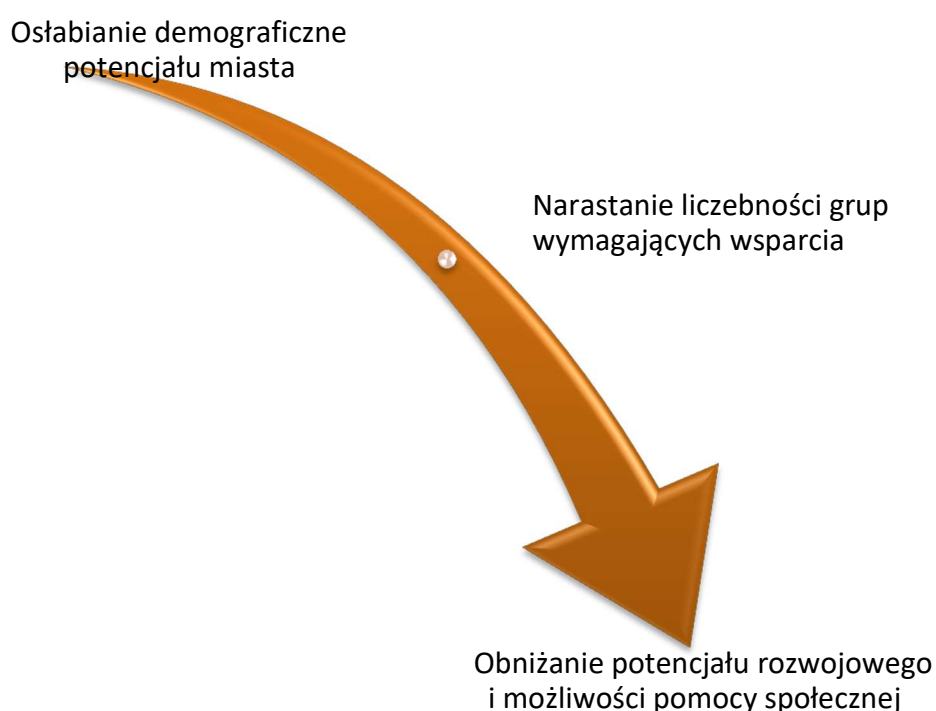 Osłabianie demograficzne
potencjału miasta
Narastanie liczebności grup
wymagających wsparcia
Obniżanie potencjału rozwojowego
i możliwości pomocy społecznej